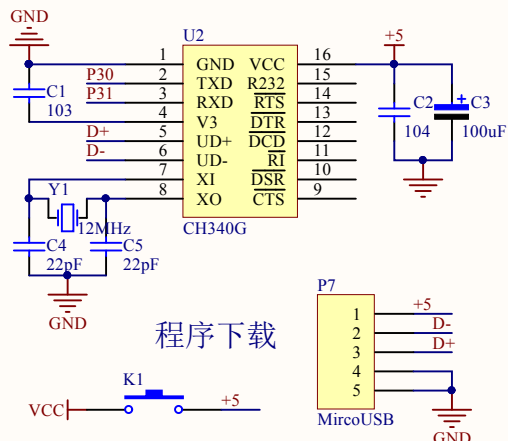 GND
U2
+5
1 GND VCC 16
P30 2 TXD R232 15
P31 3 RXD RTS 14
C1
103
4 V3 DTR 13
D+ 5 UD+ DCD 12
D- 6 UD- RI 11
7 XI DSR 10
8 XO CTS 9
C2
104
C3
+
100uF
Y1
12MHz
CH340G
C4
22pF
C5
22pF
GND
程序下载
P7
1 +5
2 D-
3 D+
4
5
MircoUSB
GND
K1
VCC
+5